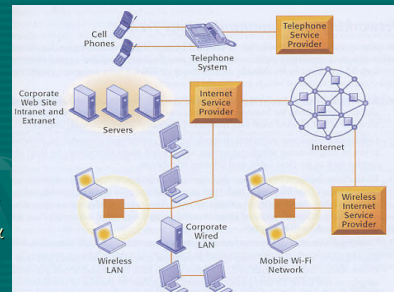 Cell
Phones
Telephone
System
Telephone
Service
Provider
Corporate
Web Site
Intranet and
Extranet
Servers
Internet
Service
Provider
Internet
Wireless
LAN
Corporate
Wired
LAN
Mobile Wi-Fi
Network
Wireless
Internet
Service
Provider